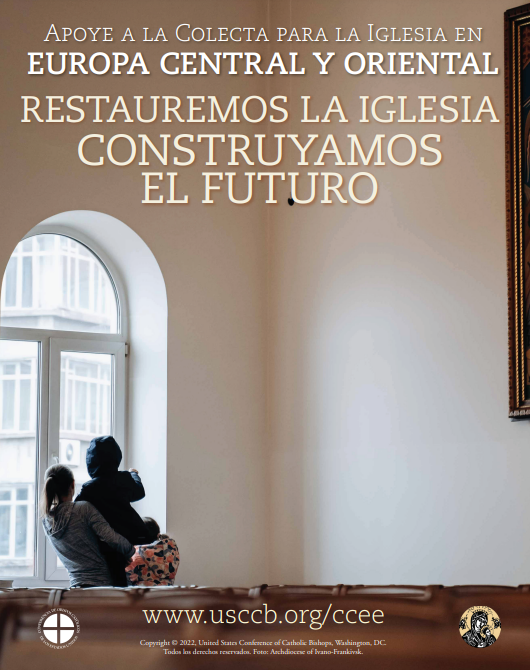 Apoye a la Colecta para la Iglesia en
EUROPA CENTRAL Y ORIENTAL
RESTAUREMOS LA IGLESIA
CONSTRUYAMOS
EL FUTURO
www.usccb.org/ccee
Copyright © 2022, United States Conference of Catholic Bishops, Washington, DC.
Todos los derechos reservados. Foto: Archdiocese of Ivano-Frankivsk.